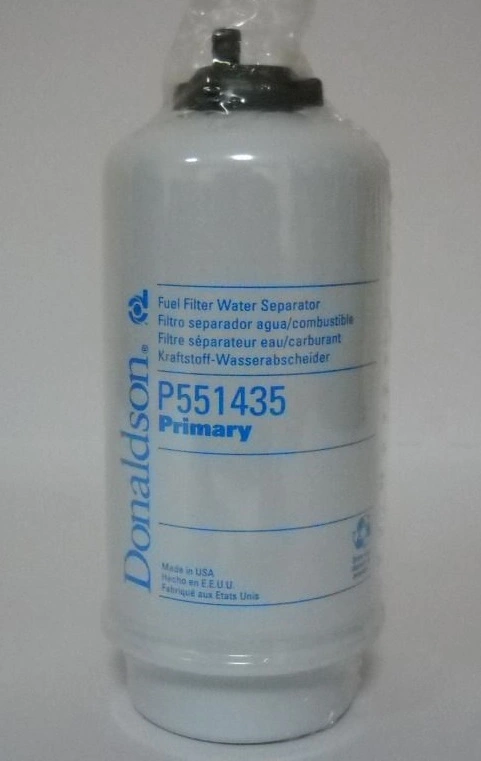 Donaldson®
Fuel Filter Water Separator
Filtro separador agua/combustible
Filtre séparateur eau/carburant
Kraftstoff-Wasserabscheider
P551435
Primary
Made in USA
Hecho en E.E.U.U.
Fabriqué aux Etats Unis